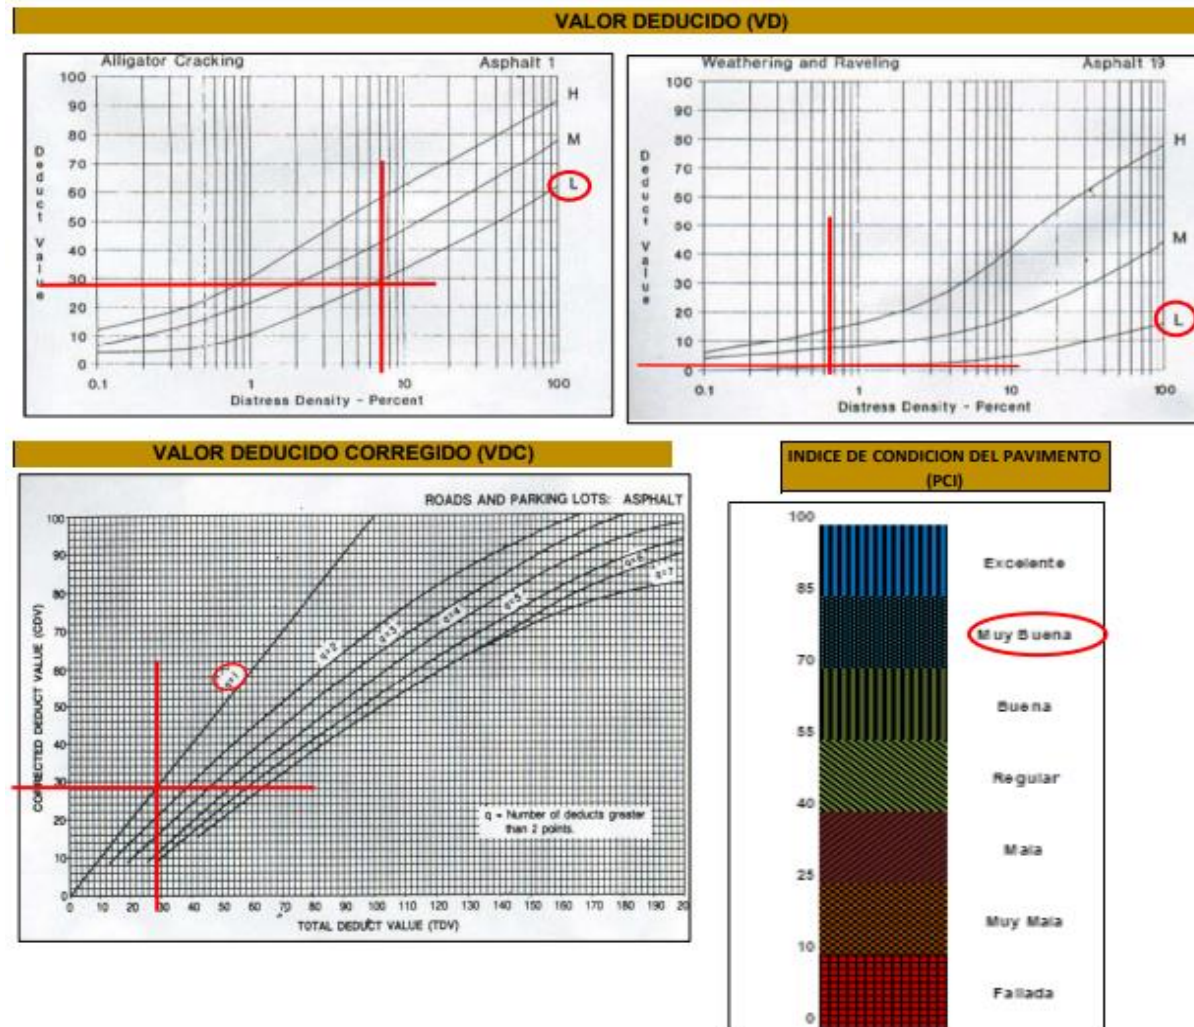 VALOR DEDUCIDO (VD)
Alligator Cracking Asphalt 1
100
90
80
70
60
50
40
30
20
10
0
Deduct Value
H
M
L
0.1 1 10 100
Distress Density - Percent
Weathering and Raveling Asphalt 19
100
90
80
70
60
50
40
30
20
10
0
Deduct Value
H
M
L
0.1 1 10 100
Distress Density - Percent
VALOR DEDUCIDO CORREGIDO (VDC)
ROADS AND PARKING LOTS: ASPHALT
100
90
80
70
60
50
40
30
20
10
0
CORRECTED DEDUCT VALUE (CDV)
q=1
q=2
q=3
q=4
q=5
q=6
q=7
q = Number of deducts greater
than 2 points.
0 10 20 30 40 50 60 70 80 90 100 110 120 130 140 150 160 170 180 190 20
TOTAL DEDUCT VALUE (TDV)
INDICE DE CONDICION DEL PAVIMENTO
(PCI)
100
Excelente
85
Muy Buena
70
Buena
55
Regular
40
Mala
25
Muy Mala
10
Fallada
0